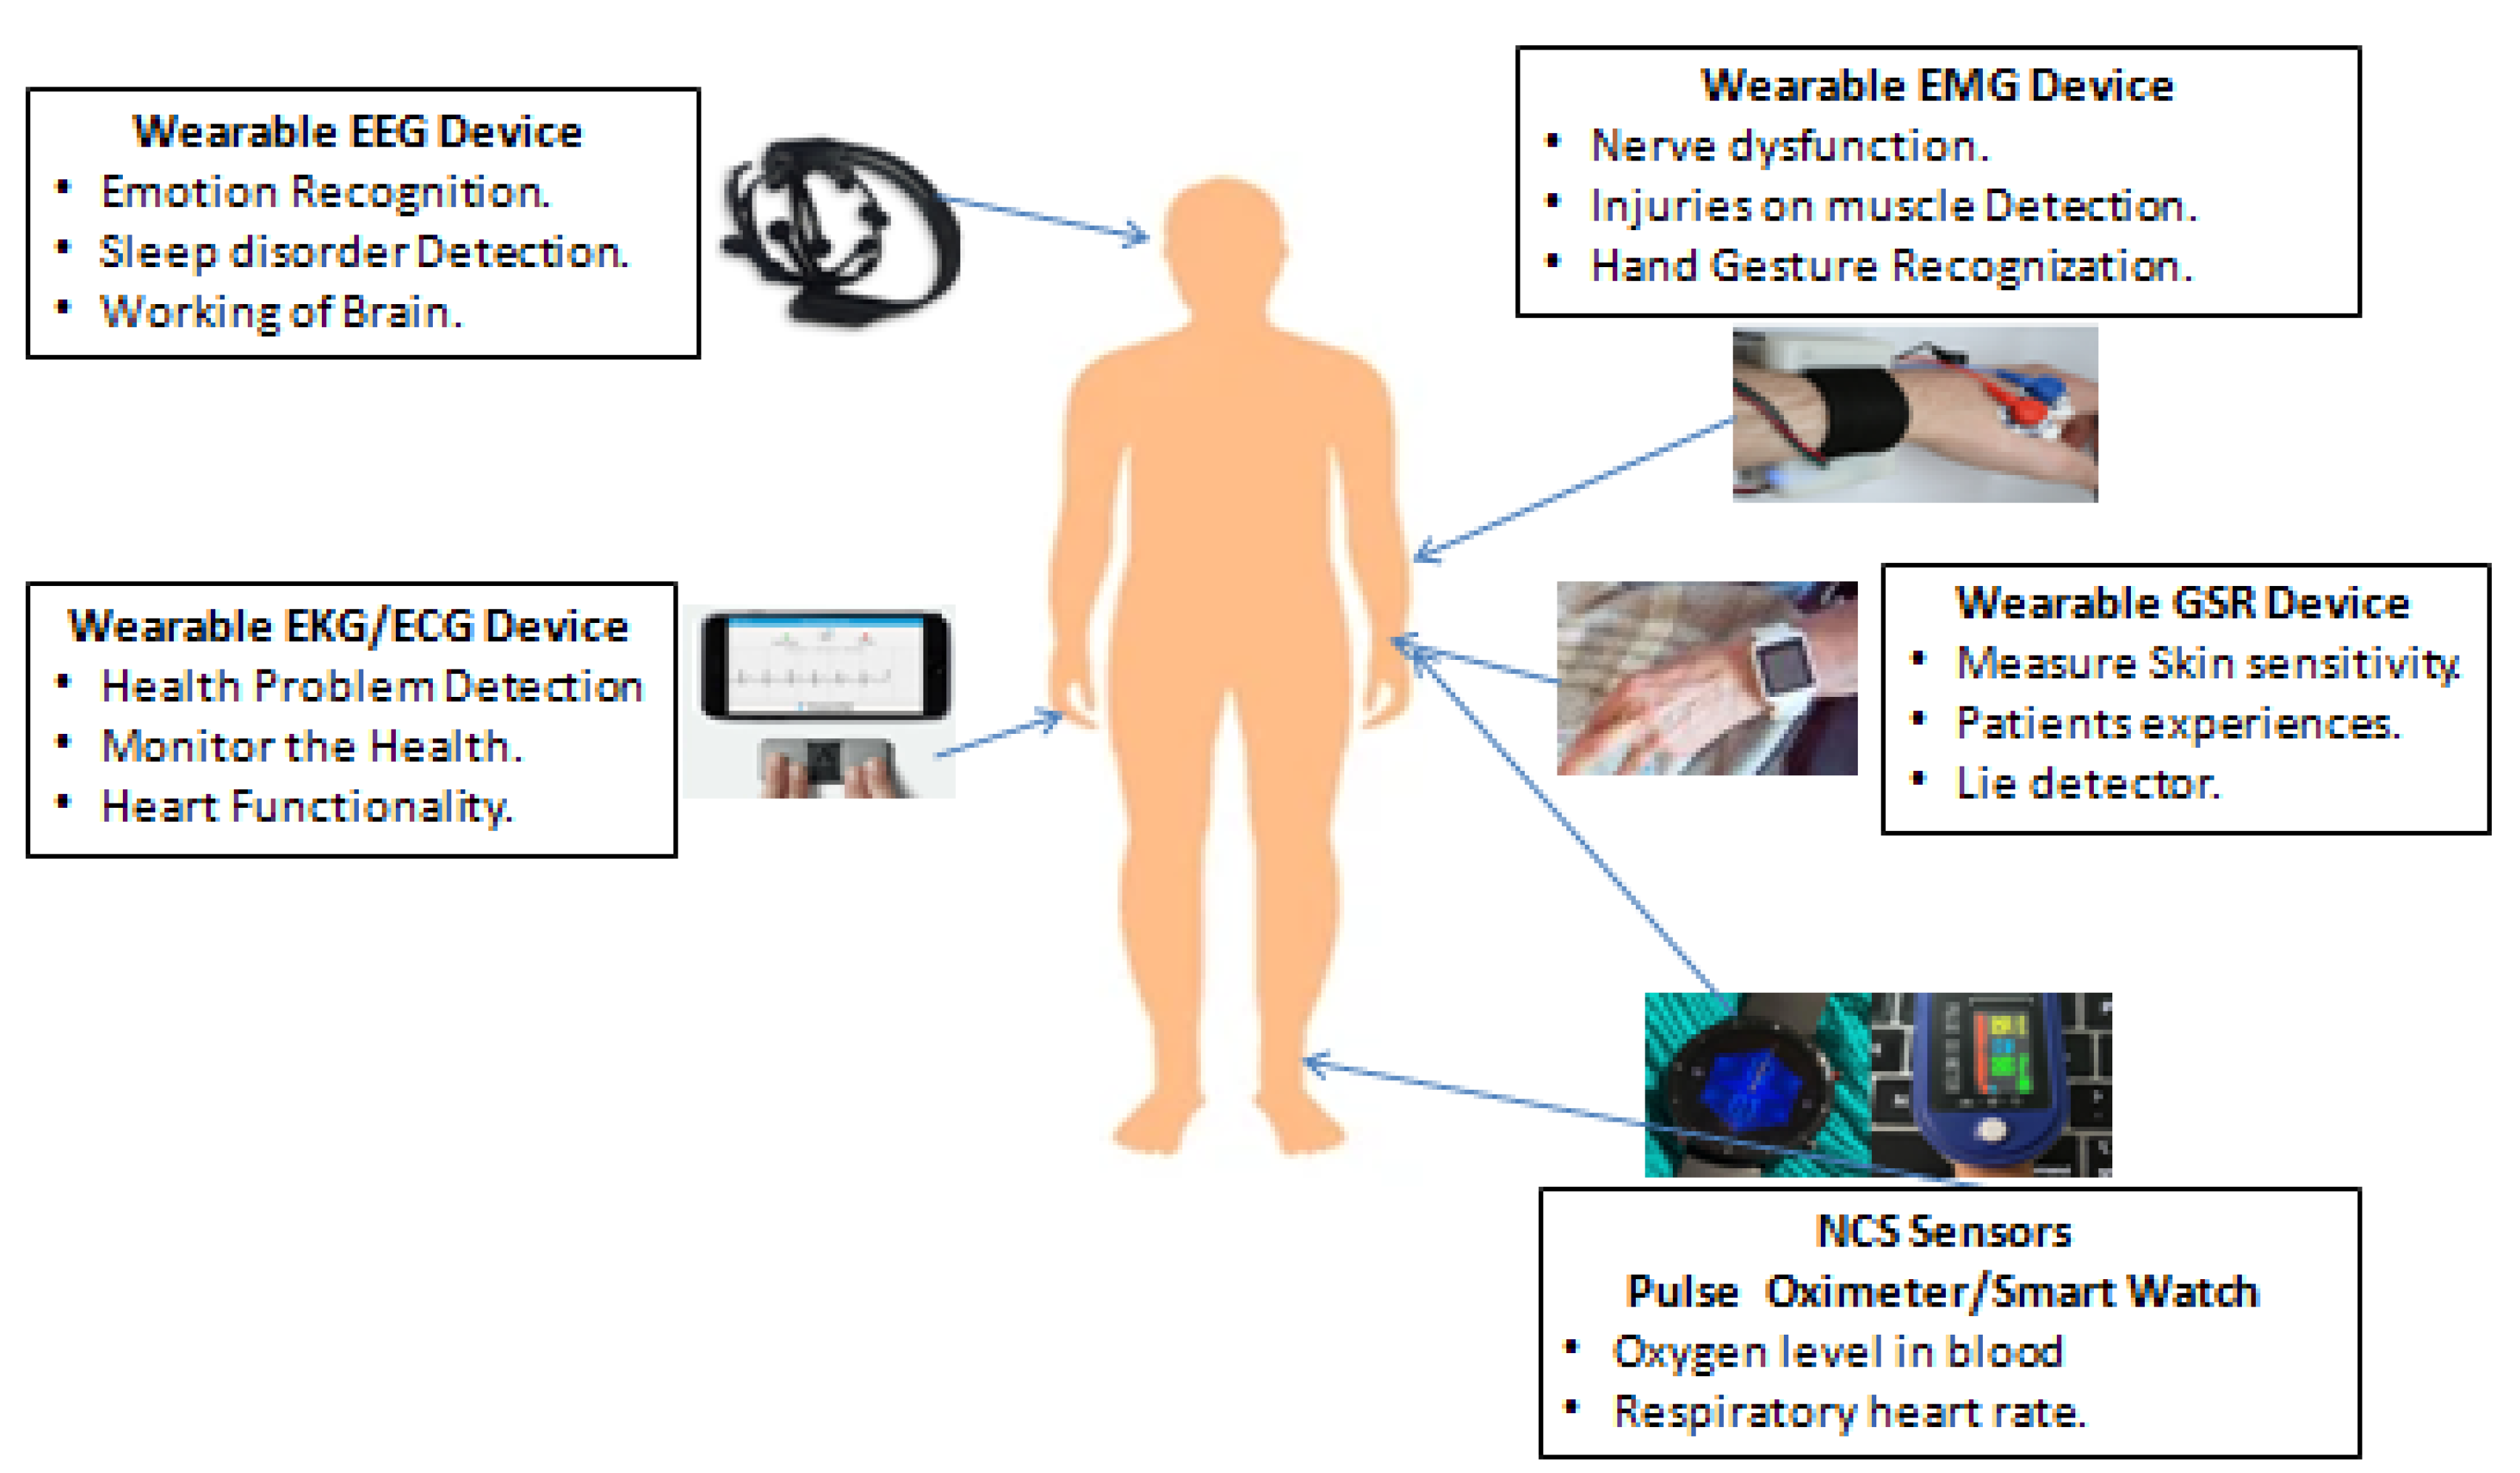 Wearable EEG Device
• Emotion Recognition.
• Sleep disorder Detection.
• Working of Brain.
Wearable EMG Device
• Nerve dysfunction.
• Injuries on muscle Detection.
• Hand Gesture Recognization.
Wearable EKG/ECG Device
• Health Problem Detection
• Monitor the Health.
• Heart Functionality.
Wearable GSR Device
• Measure Skin sensitivity.
• Patients experiences.
• Lie detector.
NCS Sensors
Pulse Oximeter/Smart Watch
• Oxygen level in blood
• Respiratory heart rate.